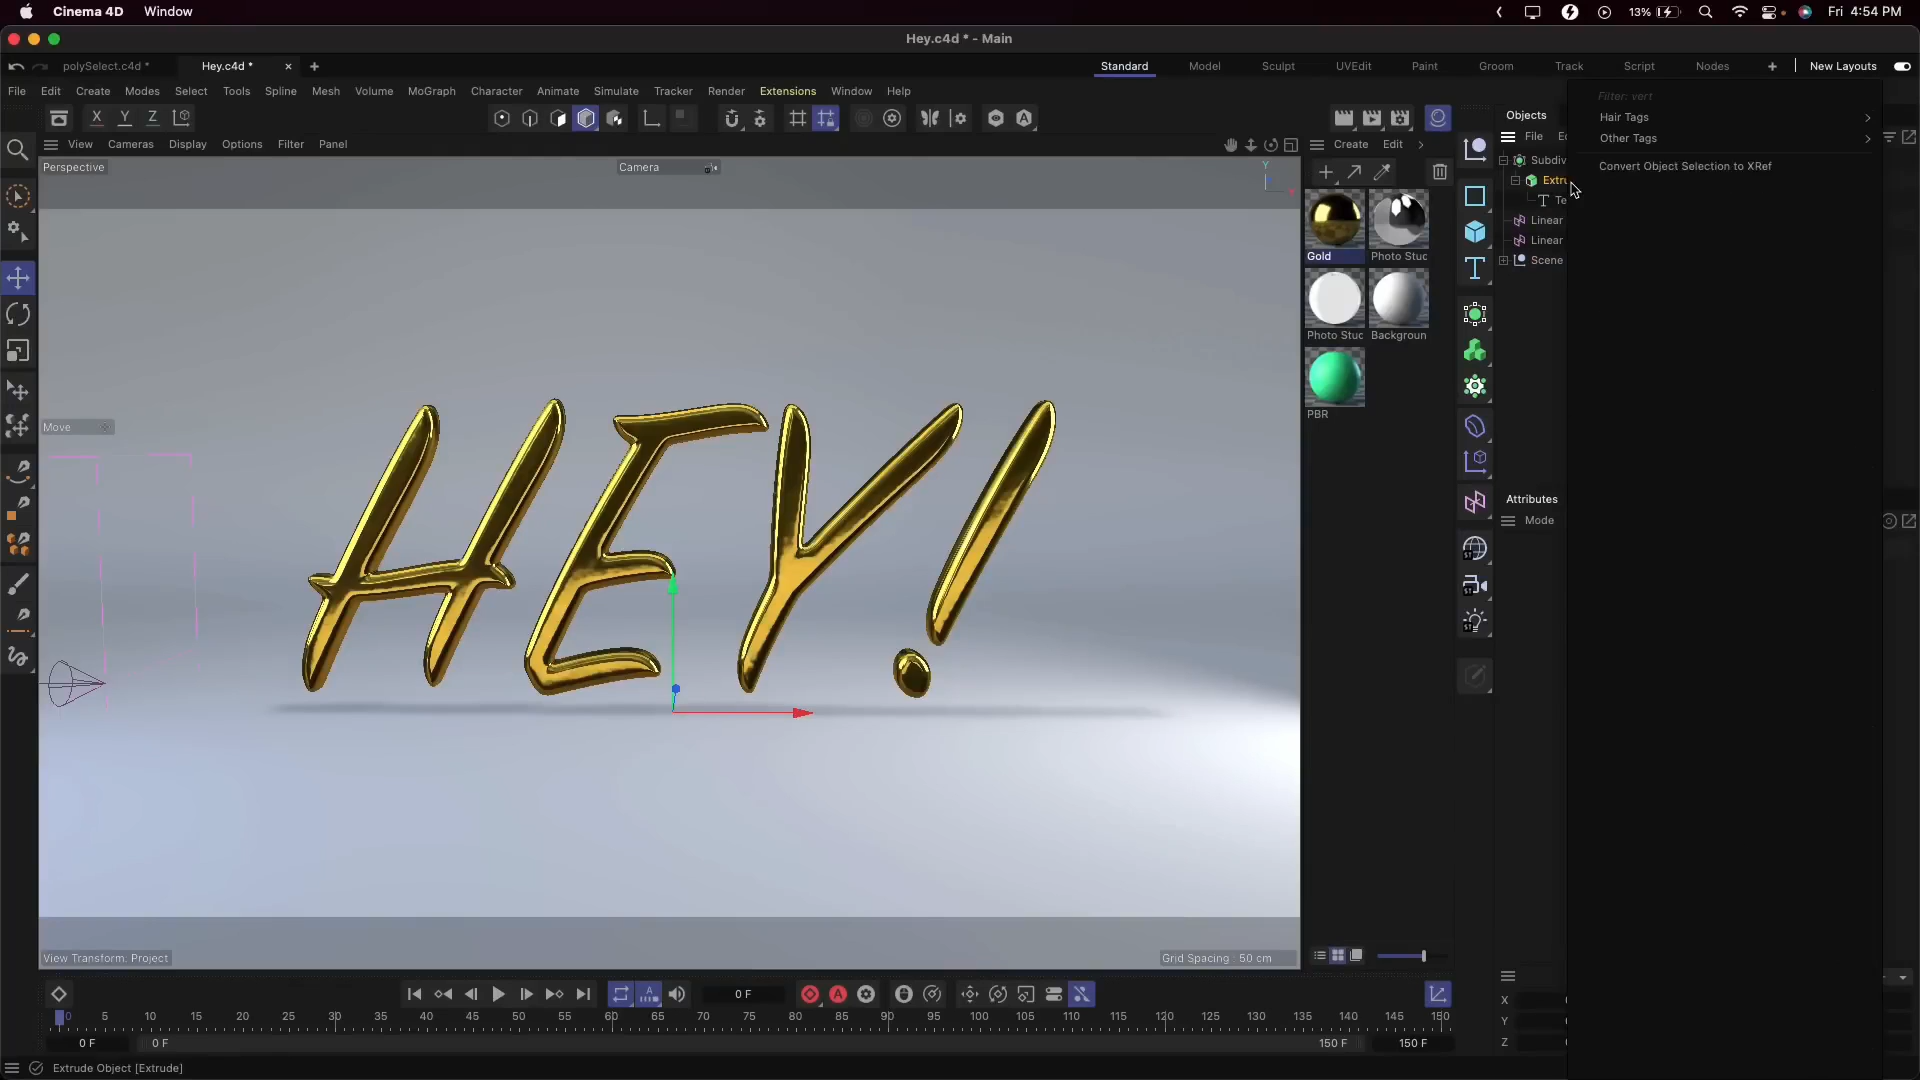 Cinema 4D Window
13% Fri 4:54 PM
Hey.c4d * - Main
polySelect.c4d *
Hey.c4d *
Standard Model Sculpt UVEdit Paint Groom Track Script Nodes New Layouts
File Edit Create Modes Select Tools Spline Mesh Volume MoGraph Character Animate Simulate Tracker Render Extensions Window Help
X Y Z
View Cameras Display Options Filter Panel
Perspective
Camera
Y
Move
HEY!
View Transform: Project
Grid Spacing : 50 cm
Create Edit
Gold
Photo Stuc
Photo Stuc
Backgroun
PBR
Objects
File
Subdiv
Extru
Te
Linear
Linear
Scene
Filter: vert
Hair Tags
Other Tags
Convert Object Selection to XRef
Attributes
Mode
X
Y
Z
0 F
0 5 10 15 20 25 30 35 40 45 50 55 60 65 70 75 80 85 90 95 100 105 110 115 120 125 130 135 140 145 150
0 F
0 F
150 F
150 F
Extrude Object [Extrude]